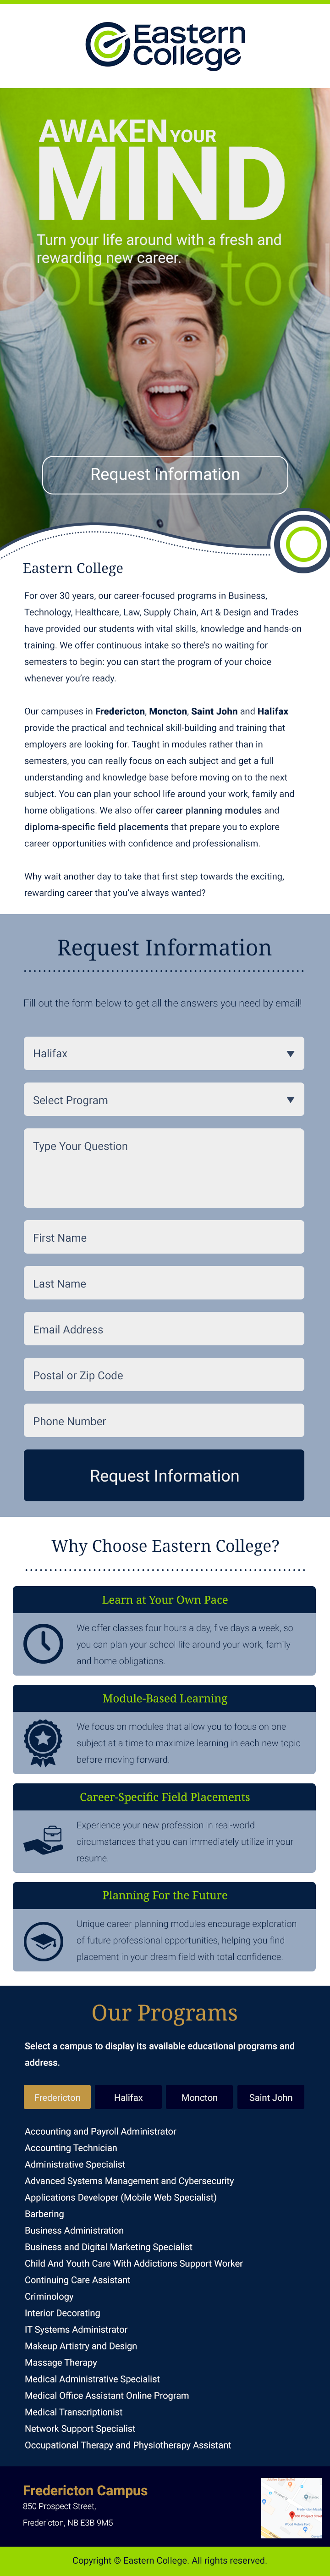 Eastern
College
AWAKEN YOUR
MIND
Turn your life around with a fresh and
rewarding new career.
Request Information
Eastern College
For over 30 years, our career-focused programs in Business,
Technology, Healthcare, Law, Supply Chain, Art & Design and Trades
have provided our students with vital skills, knowledge and hands-on
training. We offer continuous intake so there's no waiting for
semesters to begin: you can start the program of your choice
whenever you're ready.
Our campuses in Fredericton, Moncton, Saint John and Halifax
provide the practical and technical skill-building and training that
employers are looking for. Taught in modules rather than in
semesters, you can really focus on each subject and get a full
understanding and knowledge base before moving on to the next
subject. You can plan your school life around your work, family and
home obligations. We also offer career planning modules and
diploma-specific field placements that prepare you to explore
career opportunities with confidence and professionalism.
Why wait another day to take that first step towards the exciting,
rewarding career that you've always wanted?
Request Information
Fill out the form below to get all the answers you need by email!
Halifax
Select Program
Type Your Question
First Name
Last Name
Email Address
Postal or Zip Code
Phone Number
Request Information
Why Choose Eastern College?
Learn at Your Own Pace
We offer classes four hours a day, five days a week, so
you can plan your school life around your work, family
and home obligations.
Module-Based Learning
We focus on modules that allow you to focus on one
subject at a time to maximize learning in each new topic
before moving forward.
Career-Specific Field Placements
Experience your new profession in real-world
circumstances that you can immediately utilize in your
resume.
Planning For the Future
Unique career planning modules encourage exploration
of future professional opportunities, helping you find
placement in your dream field with total confidence.
Our Programs
Select a campus to display its available educational programs and
address.
Fredericton Halifax Moncton Saint John
Accounting and Payroll Administrator
Accounting Technician
Administrative Specialist
Advanced Systems Management and Cybersecurity
Applications Developer (Mobile Web Specialist)
Barbering
Business Administration
Business and Digital Marketing Specialist
Child And Youth Care With Addictions Support Worker
Continuing Care Assistant
Criminology
Interior Decorating
IT Systems Administrator
Makeup Artistry and Design
Massage Therapy
Medical Administrative Specialist
Medical Office Assistant Online Program
Medical Transcriptionist
Network Support Specialist
Occupational Therapy and Physiotherapy Assistant
Fredericton Campus
850 Prospect Street,
Fredericton, NB E3B 9M5
Copyright © Eastern College. All rights reserved.